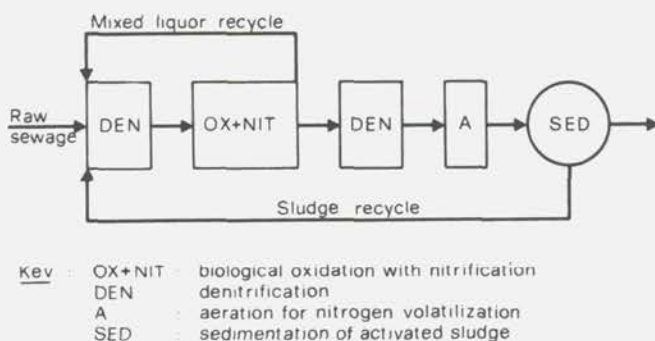 Mixed liquor recycle
Raw
sewage
DEN
OX+NIT
DEN
A
SED
Sludge recycle
Key : OX+NIT : biological oxidation with nitrification
DEN denitrification
A : aeration for nitrogen volatilization
SED : sedimentation of activated sludge